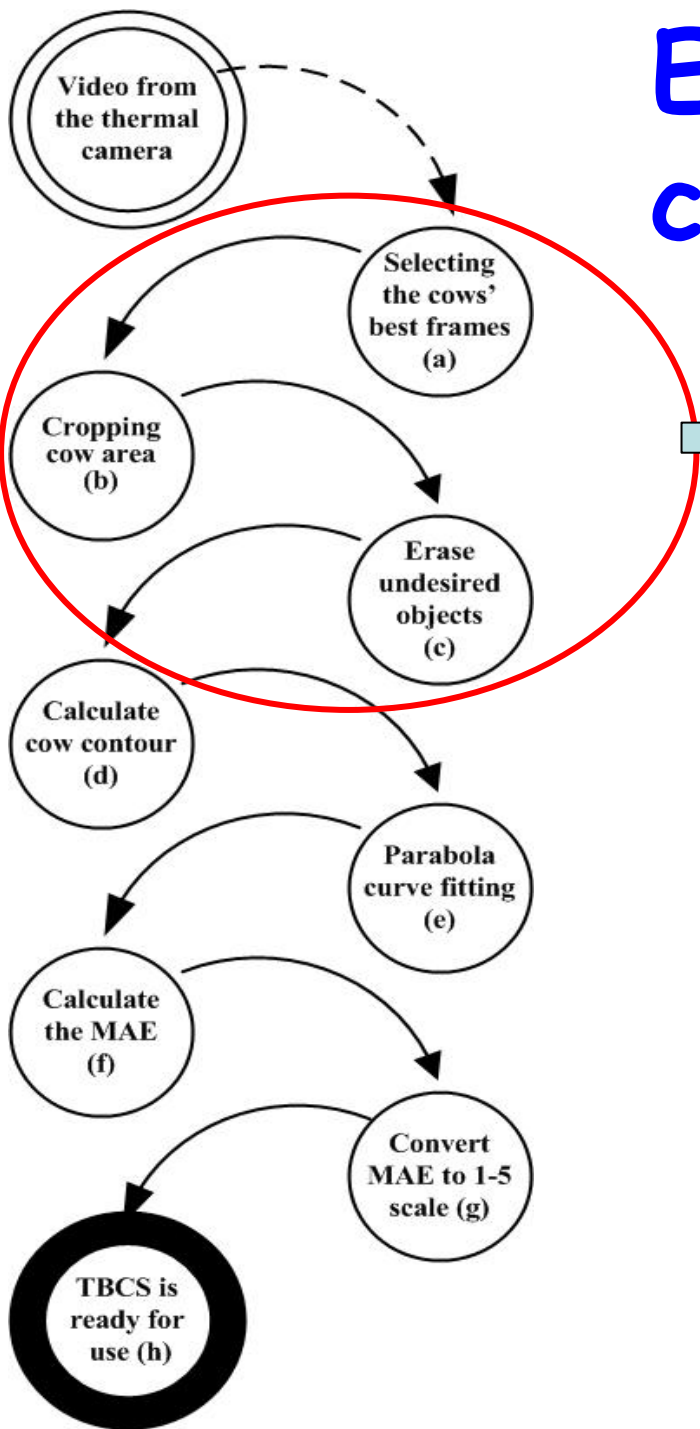 Video from
the thermal
camera
Selecting
the cows'
best frames
(a)
Cropping
cow area
(b)
Erase
undesired
objects
(c)
Calculate
cow contour
(d)
Parabola
curve fitting
(e)
Calculate
the MAE
(f)
Convert
MAE to 1-5
scale (g)
TBCS is
ready for
use (h)